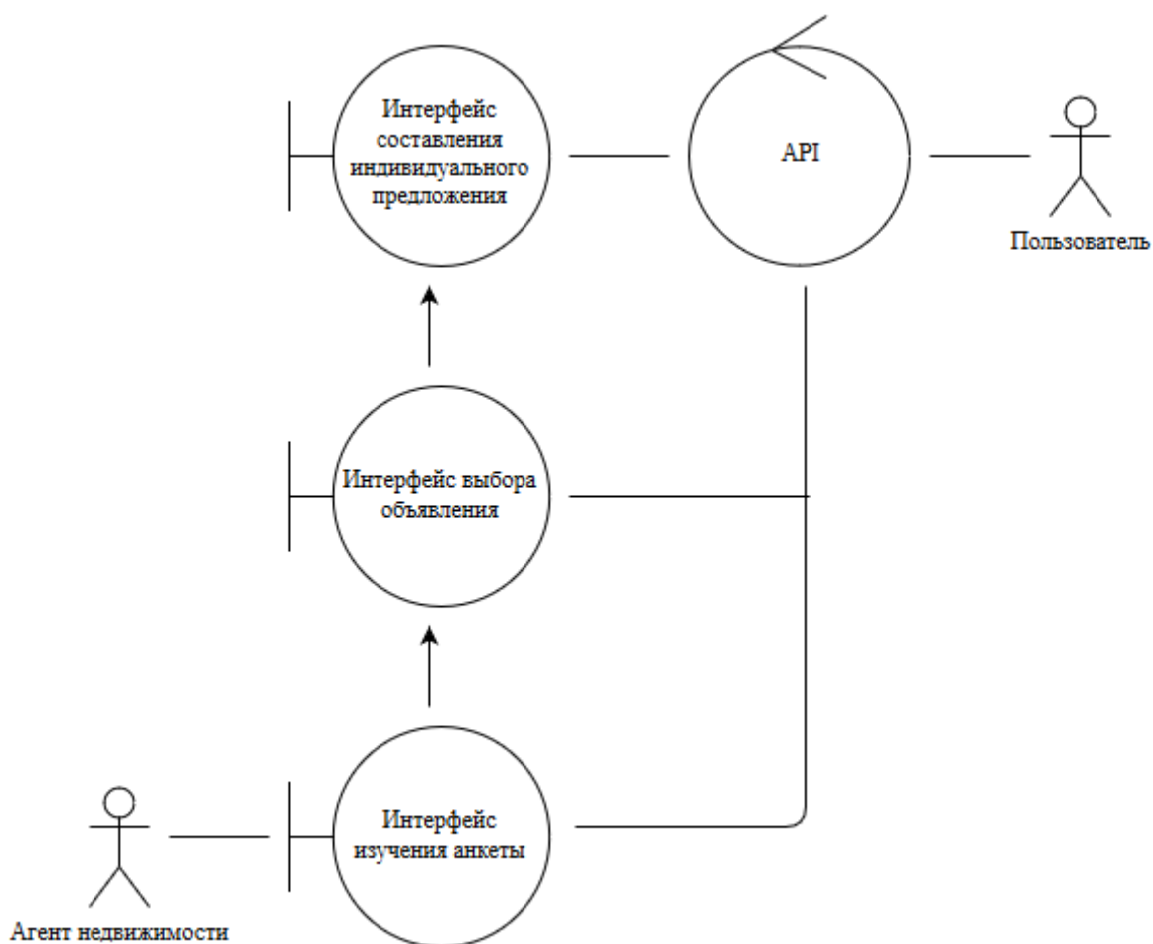 Интерфейс
составления
индивидуального
предложения
API
Пользователь
Интерфейс выбора
объявления
Интерфейс
изучения анкеты
Агент недвижимости